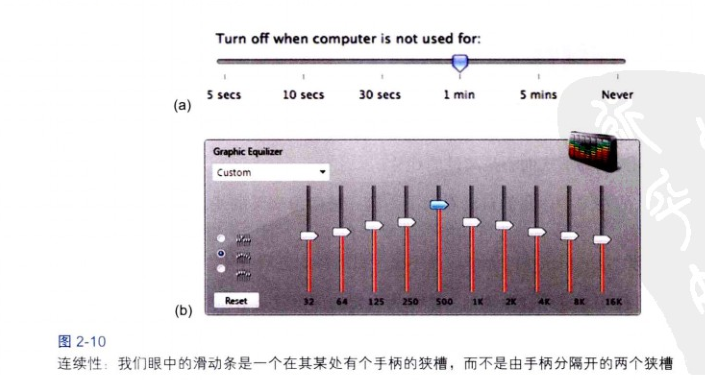 Turn off when computer is not used for:
5 secs 10 secs 30 secs 1 min 5 mins Never
(a)
Graphic Equilizer
Custom
Reset
32 64 125 250 500 1K 2K 4K 8K 16K
(b)
图 2-10
连续性：我们眼中的滑动条是一个在其某处有个手柄的狭槽，而不是由手柄分隔开的两个狭槽